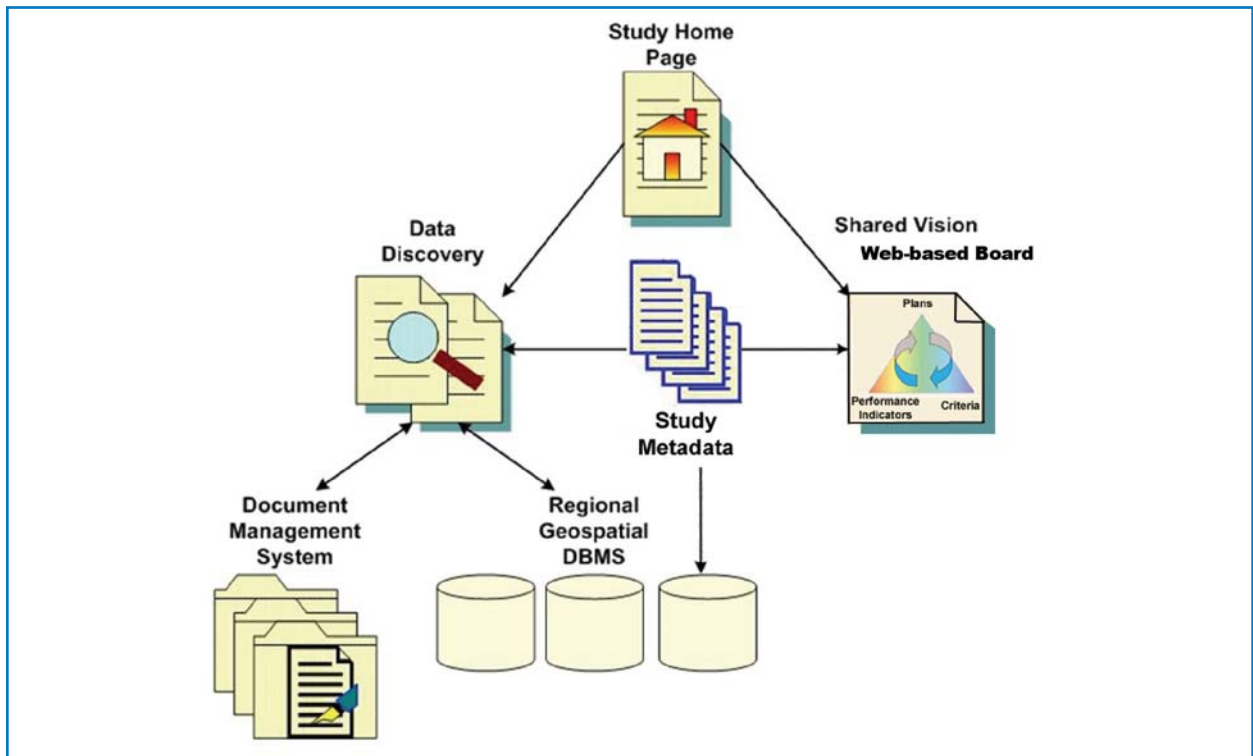 Study Home
Page
Data
Discovery
Shared Vision
Web-based Board
Plans
Performance
Indicators
Criteria
Study
Metadata
Document
Management
System
Regional
Geospatial
DBMS